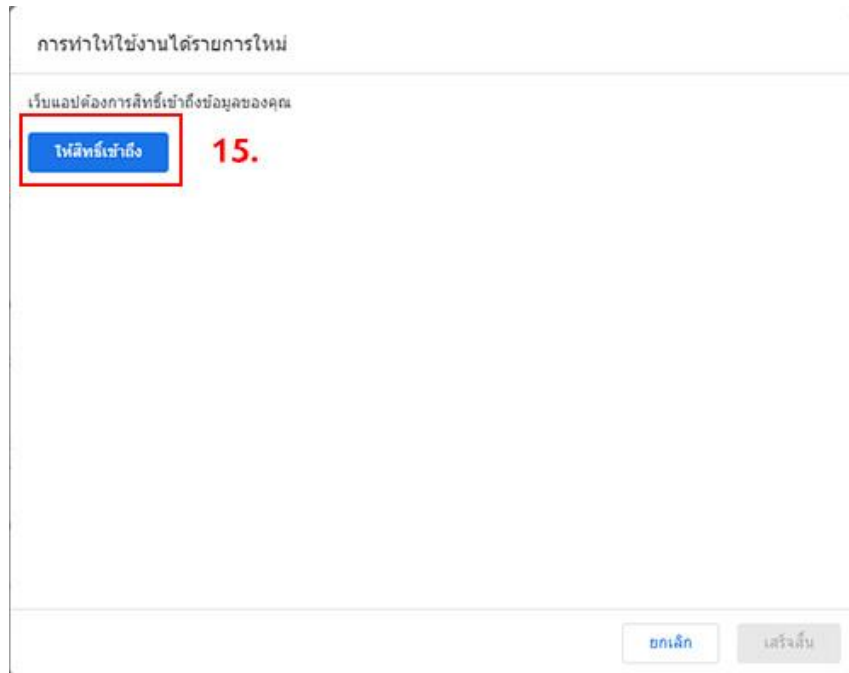 การทำให้ใช้งานได้รายการใหม่
เว็บแอปต้องการสิทธิ์เข้าถึงข้อมูลของคุณ
ให้สิทธิ์เข้าถึง
15.
ยกเลิก
เสร็จสิ้น